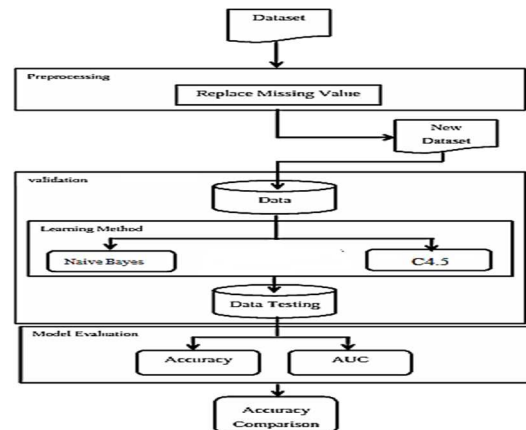 Dataset
Preprocessing
Replace Missing Value
New
Dataset
validation
Data
Learning Method
Naive Bayes
C4.5
Data Testing
Model Evaluation
Accuracy
AUC
Accuracy
Comparison